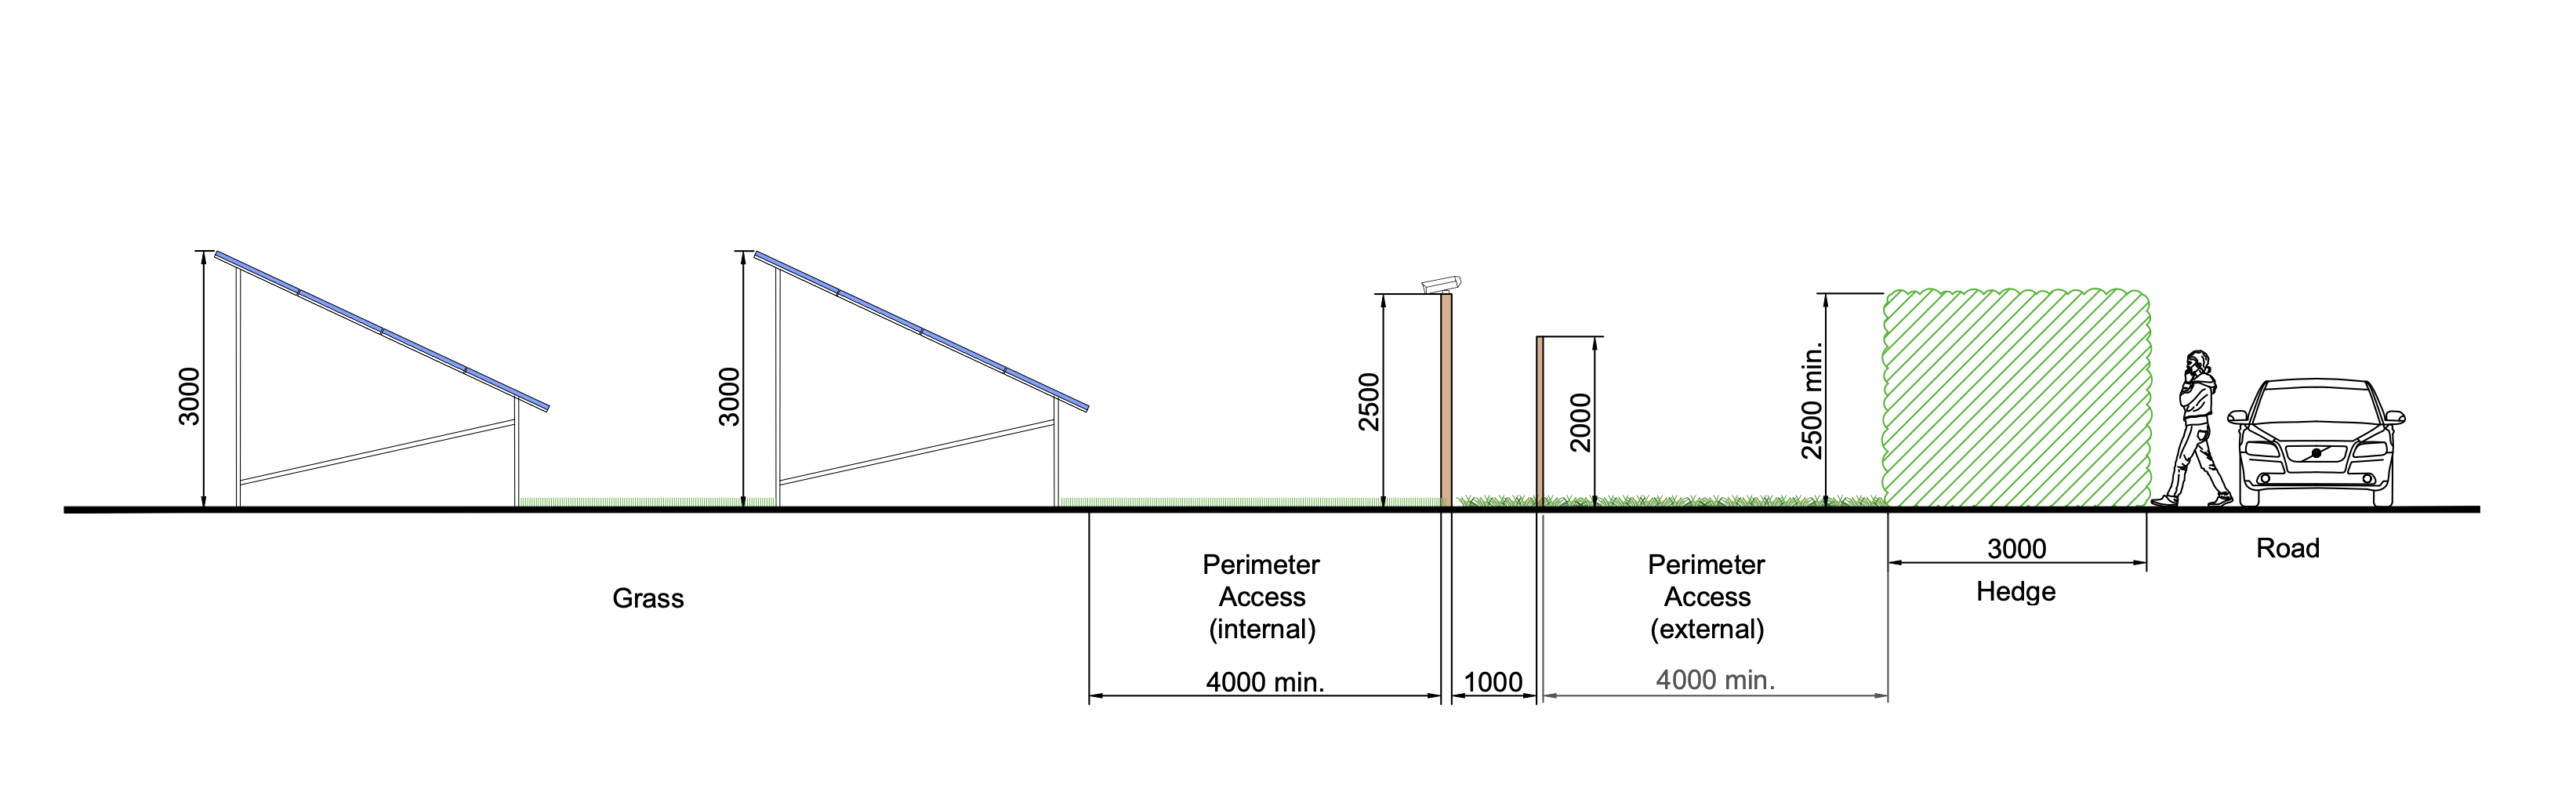 3000
3000
2500
2000
2500 min.
Grass
Perimeter
Access
(internal)
4000 min.
1000
Perimeter
Access
(external)
4000 min.
3000
Hedge
Road